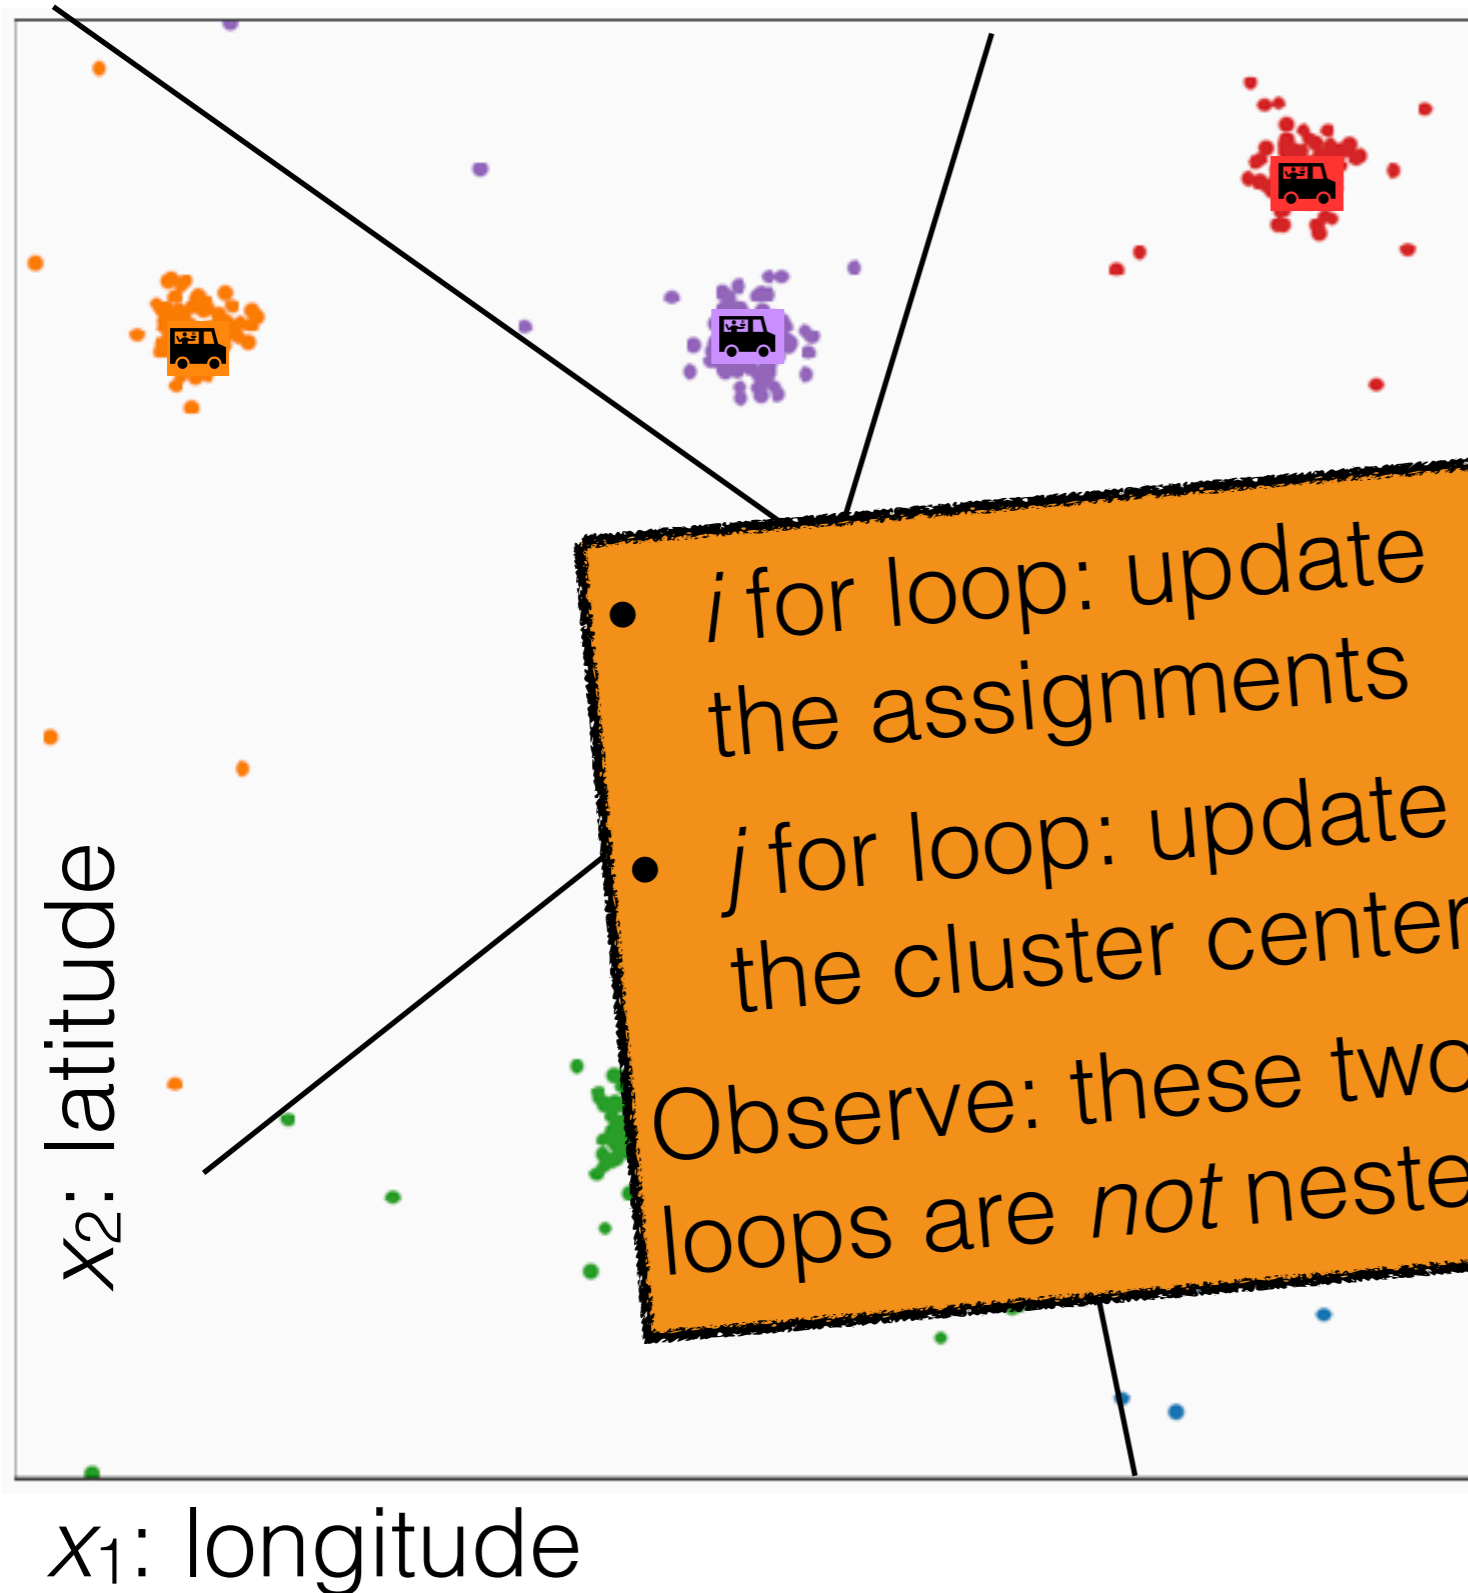 • i for loop: update
the assignments
• j for loop: update
the cluster center
Observe: these two
loops are not neste
x2: latitude
x1: longitude